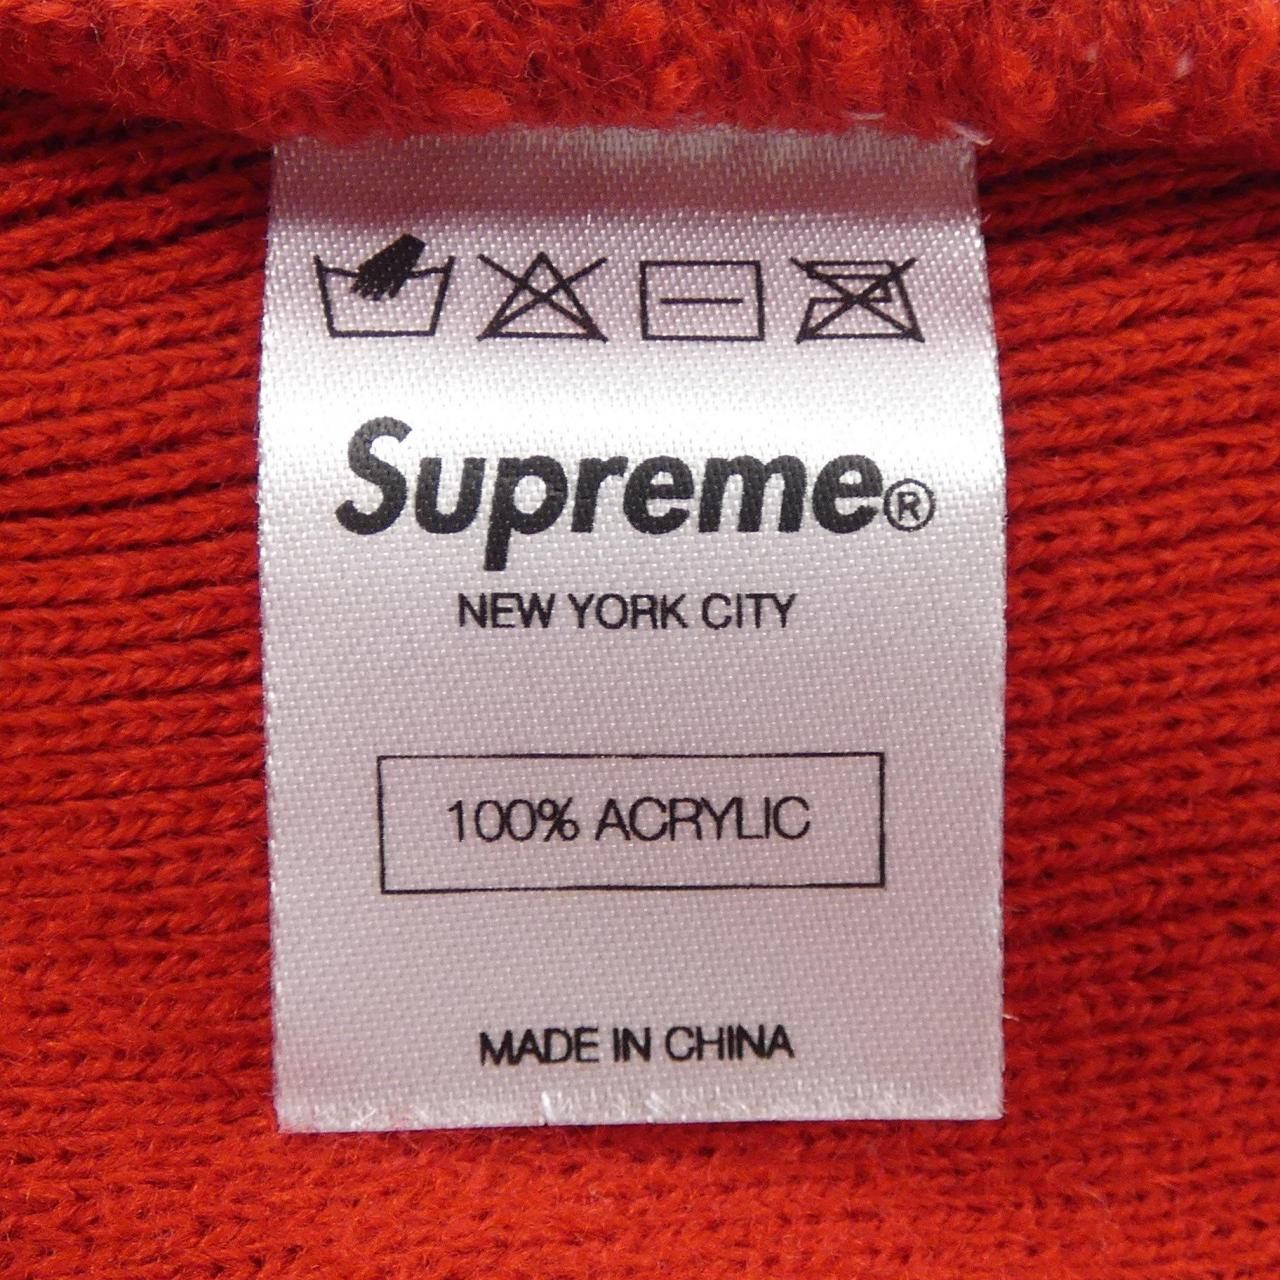 Supreme®
NEW YORK CITY
100% ACRYLIC
MADE IN CHINA